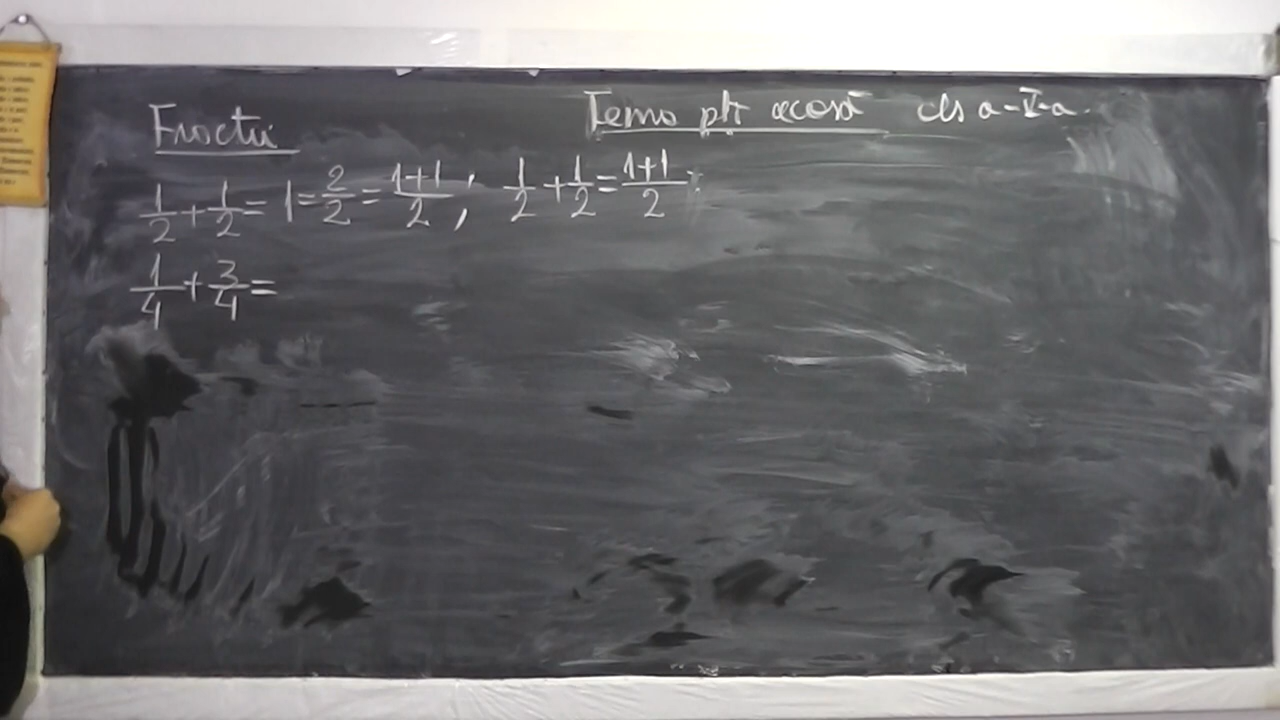 Fractii
Tema ptr acasă cls a-V-a.
1/2 + 1/2 = 1 = 2/2 = (1+1)/2 ; 1/2 + 1/2 = (1+1)/2 ;
1/4 + 3/4 =